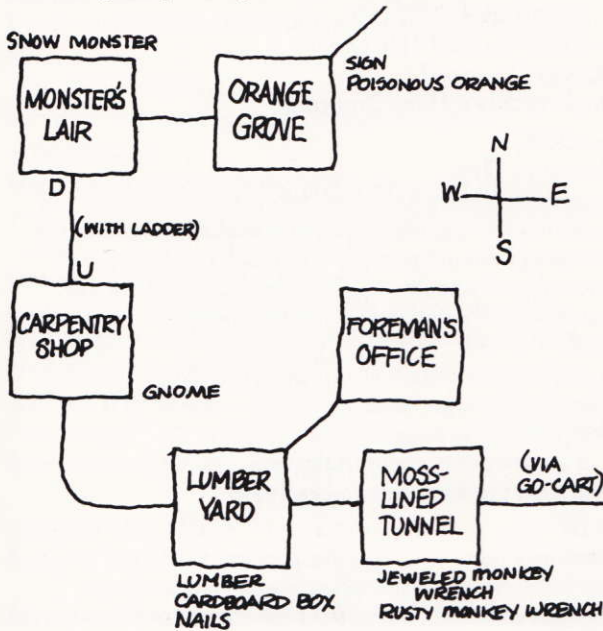 SNOW MONSTER
MONSTER'S
LAIR
ORANGE
GROVE
SIGN
POISONOUS ORANGE
N
W
E
S
D
(WITH LADDER)
U
CARPENTRY
SHOP
GNOME
FOREMAN'S
OFFICE
LUMBER
YARD
MOSS-
LINED
TUNNEL
(VIA
GO-CART)
LUMBER
CARDBOARD BOX
NAILS
JEWELED MONKEY
WRENCH
RUSTY MONKEY WRENCH